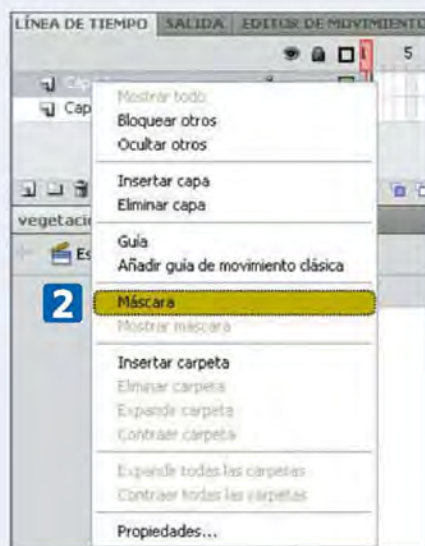 LÍNEA DE TIEMPO SALIDA EDITOR DE MOVIMIENTO
5
Cap
Mostrar todo
Bloquear otros
Ocultar otros
Insertar capa
Eliminar capa
vegetació
Guía
Es
Añadir guía de movimiento clásica
2
Máscara
Mostrar máscara
Insertar carpeta
Eliminar carpeta
Expandir carpeta
Contraer carpeta
Expandir todas las carpetas
Contraer todas las carpetas
Propiedades...